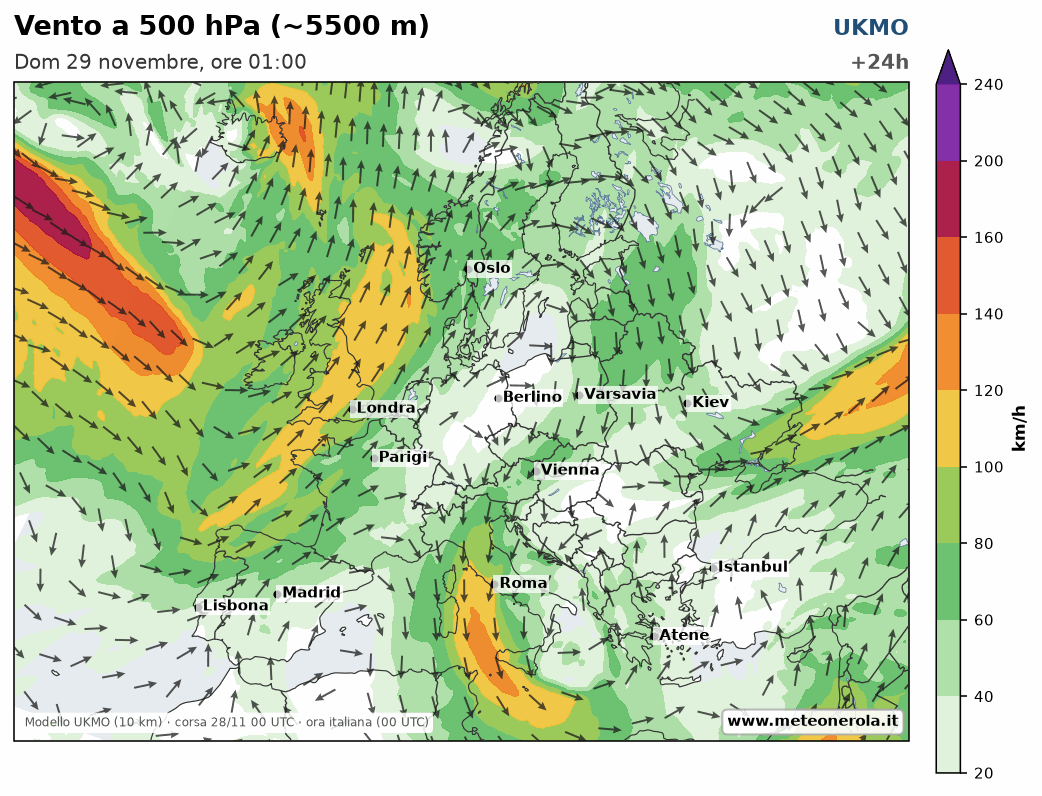 Vento a 500 hPa (~5500 m)
UKMO
Dom 29 novembre, ore 01:00
+24h
240
200
160
140
120
100
80
60
40
20
km/h
Oslo
Berlino
Varsavia
Kiev
Londra
Parigi
Vienna
Istanbul
Roma
Madrid
Lisbona
Atene
Modello UKMO (10 km) · corsa 28/11 00 UTC · ora italiana (00 UTC)
www.meteonerola.it